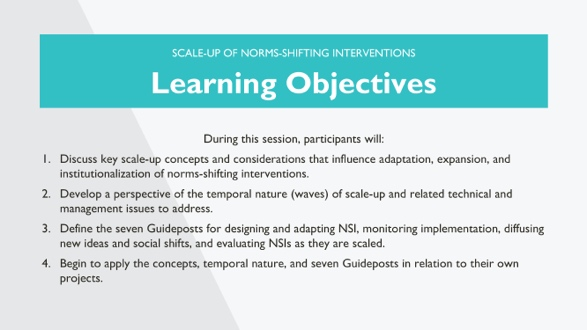 SCALE-UP OF NORMS-SHIFTING INTERVENTIONS
Learning Objectives
During this session, participants will:
1. Discuss key scale-up concepts and considerations that influence adaptation, expansion, and
institutionalization of norms-shifting interventions.
2. Develop a perspective of the temporal nature (waves) of scale-up and related technical and
management issues to address.
3. Define the seven Guideposts for designing and adapting NSI, monitoring implementation, diffusing
new ideas and social shifts, and evaluating NSIs as they are scaled.
4. Begin to apply the concepts, temporal nature, and seven Guideposts in relation to their own
projects.